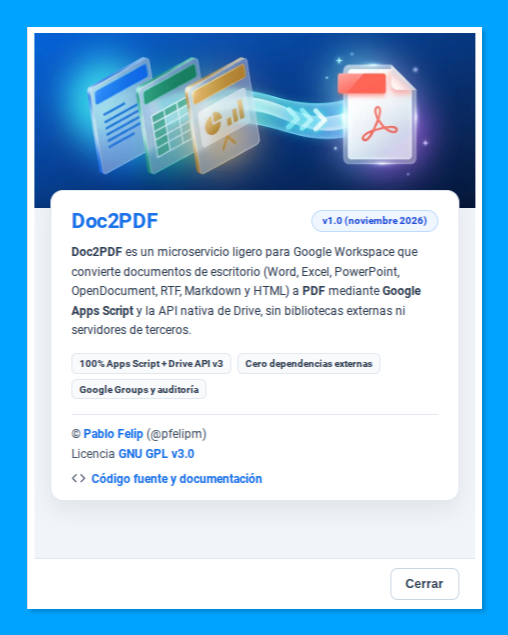 Doc2PDF
v1.0 (noviembre 2026)
Doc2PDF es un microservicio ligero para Google Workspace que
convierte documentos de escritorio (Word, Excel, PowerPoint,
OpenDocument, RTF, Markdown y HTML) a PDF mediante Google
Apps Script y la API nativa de Drive, sin bibliotecas externas ni
servidores de terceros.
100% Apps Script + Drive API v3
Cero dependencias externas
Google Groups y auditoría
© Pablo Felip (@pfelipm)
Licencia GNU GPL v3.0
<> Código fuente y documentación
Cerrar